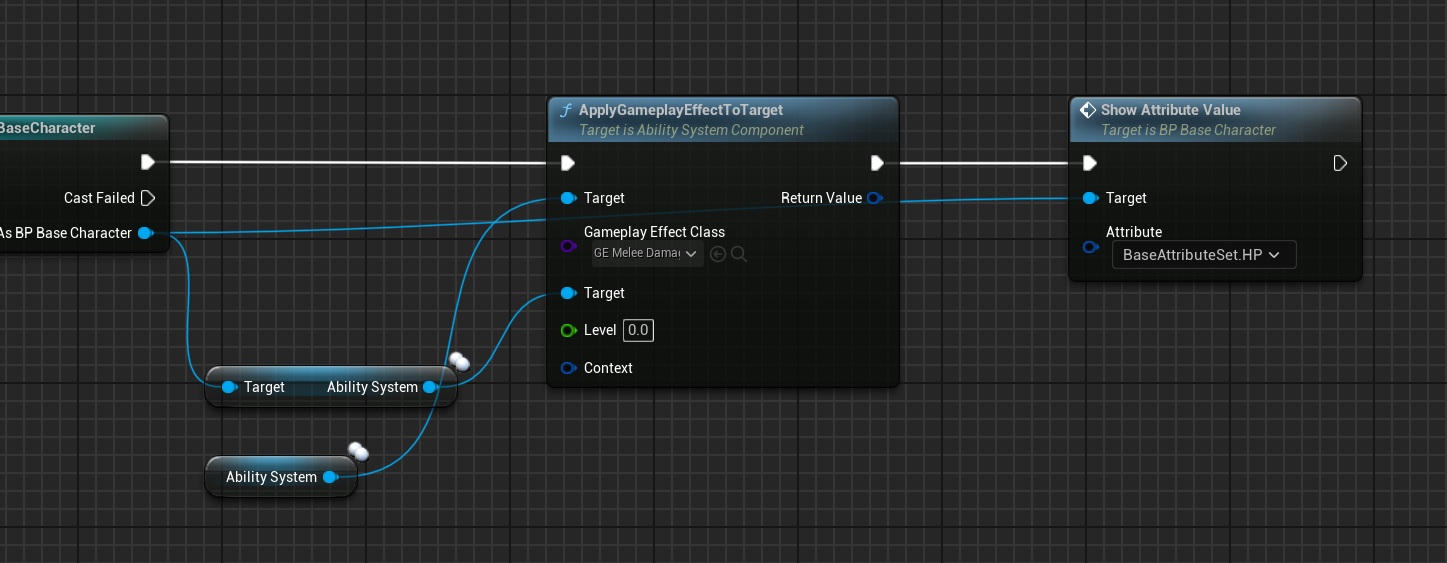 BaseCharacter
Cast Failed
As BP Base Character
Target
Ability System
Ability System
ApplyGameplayEffectToTarget
Target is Ability System Component
Target
Return Value
Gameplay Effect Class
GE Melee
Target
Level
0.0
Context
Show Attribute Value
Target is BP Base Character
Target
Attribute
BaseAttributeSet.HP